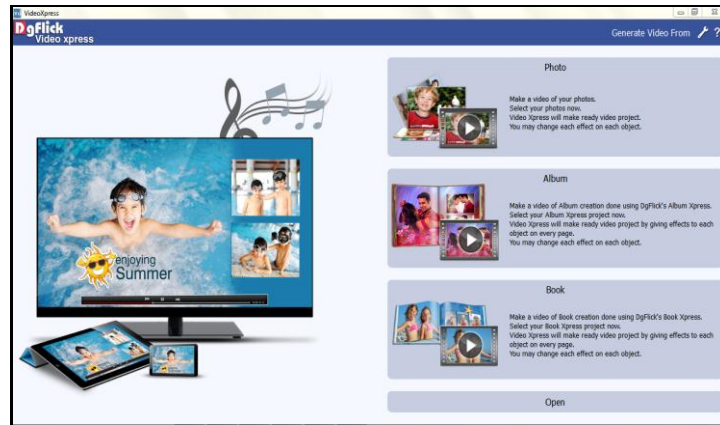 VideoXpress
DgFlick
Video xpress
Generate Video From
?
enjoying
Summer
Photo
Make a video of your photos.
Select your photos now.
Video Xpress will make ready video project.
You may change each effect on each object.
Album
Make a video of Album creation done using DgFlick's Album Xpress.
Select your Album Xpress project now.
Video Xpress will make ready video project by giving effects to each
object on every page.
You may change each effect on each object.
Book
Make a video of Book creation done using DgFlick's Book Xpress.
Select your Book Xpress project now.
Video Xpress will make ready video project by giving effects to each
object on every page.
You may change each effect on each object.
Open